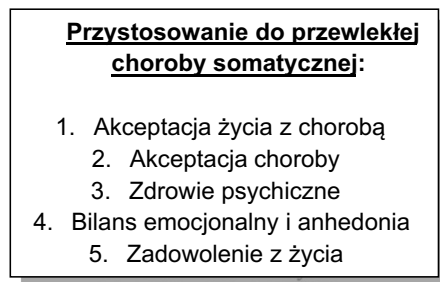 Przystosowanie do przewlekłej
choroby somatycznej:
1. Akceptacja życia z chorobą
2. Akceptacja choroby
3. Zdrowie psychiczne
4. Bilans emocjonalny i anhedonia
5. Zadowolenie z życia